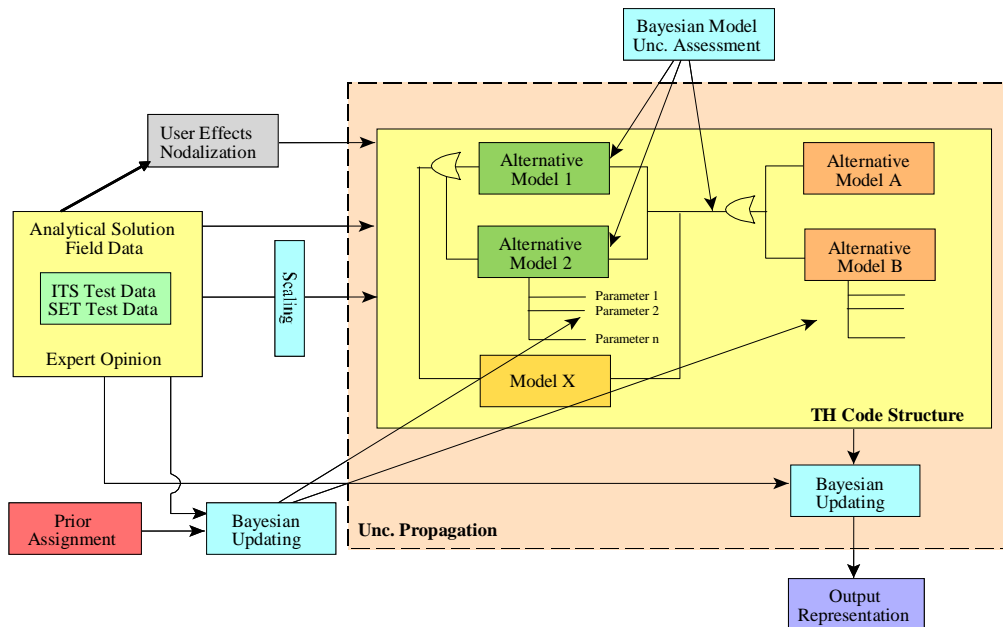 Bayesian Model
Unc. Assessment
User Effects
Nodalization
Analytical Solution
Field Data
ITS Test Data
SET Test Data
Expert Opinion
Scaling
Alternative
Model 1
Alternative
Model 2
Parameter 1
Parameter 2
Parameter n
Model X
Alternative
Model A
Alternative
Model B
TH Code Structure
Prior
Assignment
Bayesian
Updating
Unc. Propagation
Bayesian
Updating
Output
Representation